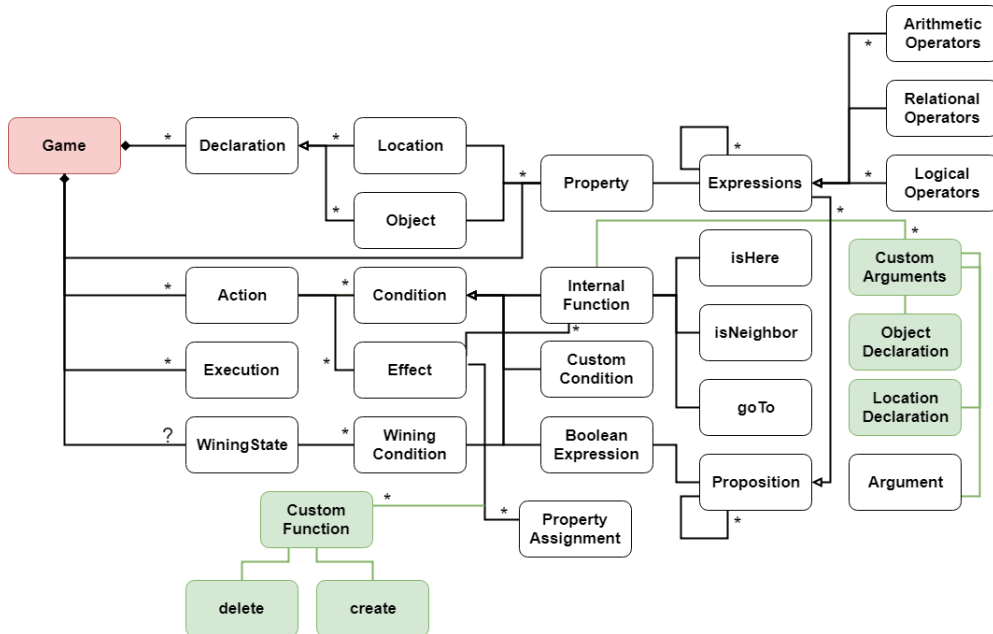 Arithmetic
Operators
*
Relational
Operators
Game
*
Declaration
*
Location
*
Property
*
Expressions
*
Logical
Operators
*
Object
*
*
Custom
Arguments
isHere
*
Action
*
Condition
Internal
Function
*
isNeighbor
Object
Declaration
*
Execution
*
Effect
Custom
Condition
goTo
Location
Declaration
?
WiningState
*
Wining
Condition
Boolean
Expression
Proposition
*
Argument
*
Custom
Function
*
Property
Assignment
delete
create